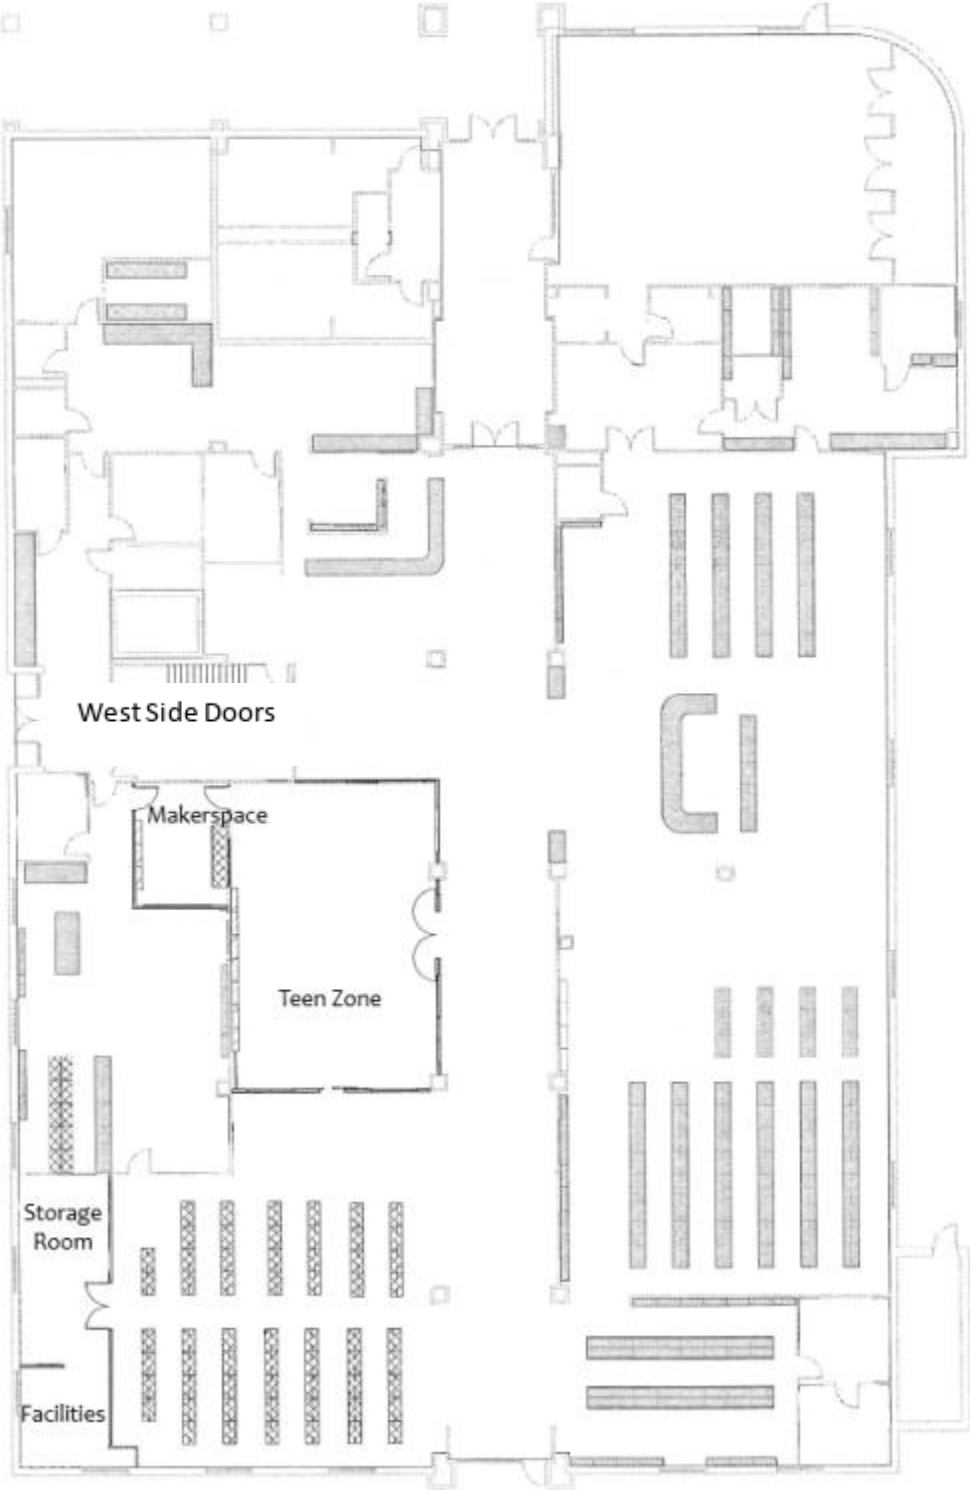 West Side Doors
Makerspace
Teen Zone
Storage
Room
Facilities